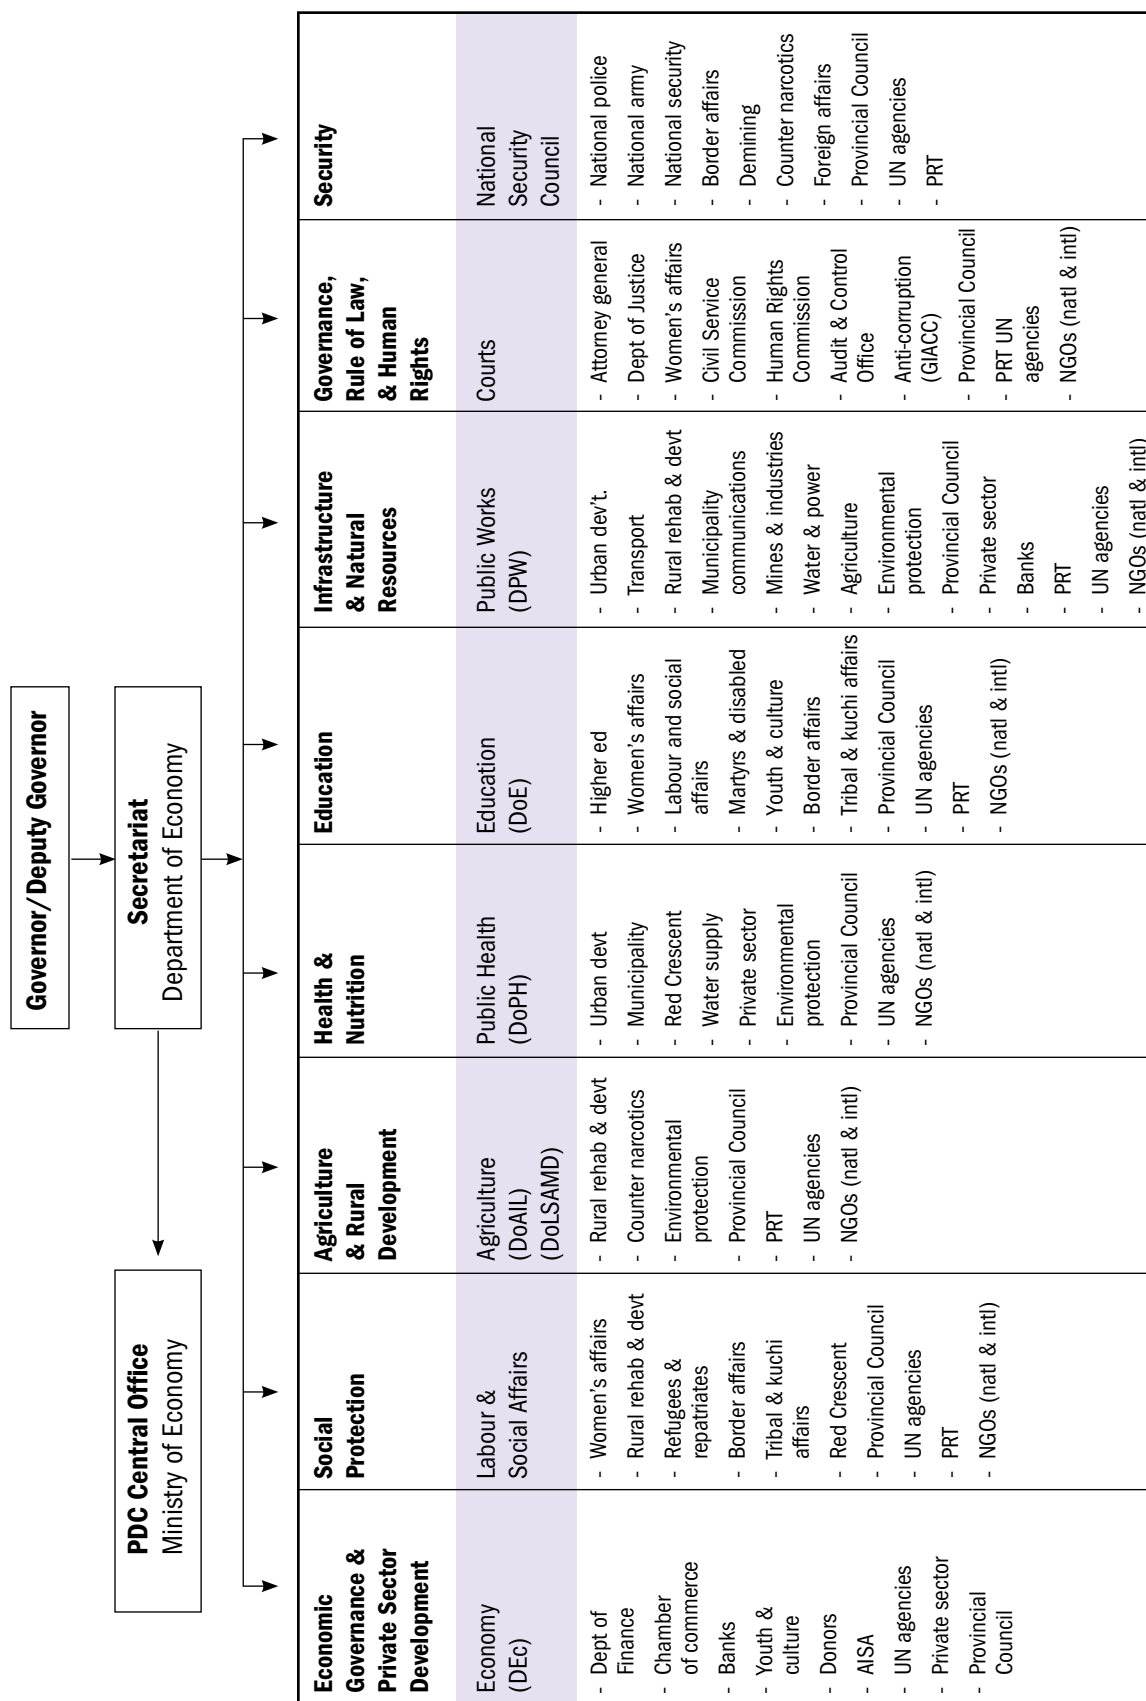 Governor/Deputy Governor
Secretariat
Department of Economy
PDC Central Office
Ministry of Economy
Economic
Governance &
Private Sector
Development
Economy
(DEc)
- Dept of
Finance
- Chamber
of commerce
- Banks
- Youth &
culture
- Donors
- AISA
- UN agencies
- Private sector
- Provincial
Council
Social
Protection
Labour &
Social Affairs
- Women's affairs
- Rural rehab & devt
- Refugees &
repatriates
- Border affairs
- Tribal & kuchi
affairs
- Red Crescent
- Provincial Council
- UN agencies
- PRT
- NGOs (natl & intl)
Agriculture
& Rural
Development
Agriculture
(DoAIL)
(DoLSAMD)
- Rural rehab & devt
- Counter narcotics
- Environmental
protection
- Provincial Council
- PRT
- UN agencies
- NGOs (natl & intl)
Health &
Nutrition
Public Health
(DoPH)
- Urban devt
- Municipality
- Red Crescent
- Water supply
- Private sector
- Environmental
protection
- Provincial Council
- UN agencies
- NGOs (natl & intl)
Education
Education
(DoE)
- Higher ed
- Women's affairs
- Labour and social
affairs
- Martyrs & disabled
- Youth & culture
- Border affairs
- Tribal & kuchi affairs
- Provincial Council
- UN agencies
- PRT
- NGOs (natl & intl)
Infrastructure
& Natural
Resources
Public Works
(DPW)
- Urban dev't.
- Transport
- Rural rehab & devt
- Municipality
communications
- Mines & industries
- Water & power
- Agriculture
- Environmental
protection
- Provincial Council
- Private sector
- Banks
- PRT
- UN agencies
- NGOs (natl & intl)
Governance,
Rule of Law,
& Human
Rights
Courts
- Attorney general
- Dept of Justice
- Women's affairs
- Civil Service
Commission
- Human Rights
Commission
- Audit & Control
Office
- Anti-corruption
(GIACC)
- Provincial Council
- PRT UN
agencies
- NGOs (natl & intl)
Security
National
Security
Council
- National police
- National army
- National security
- Border affairs
- Demining
- Counter narcotics
- Foreign affairs
- Provincial Council
- UN agencies
- PRT